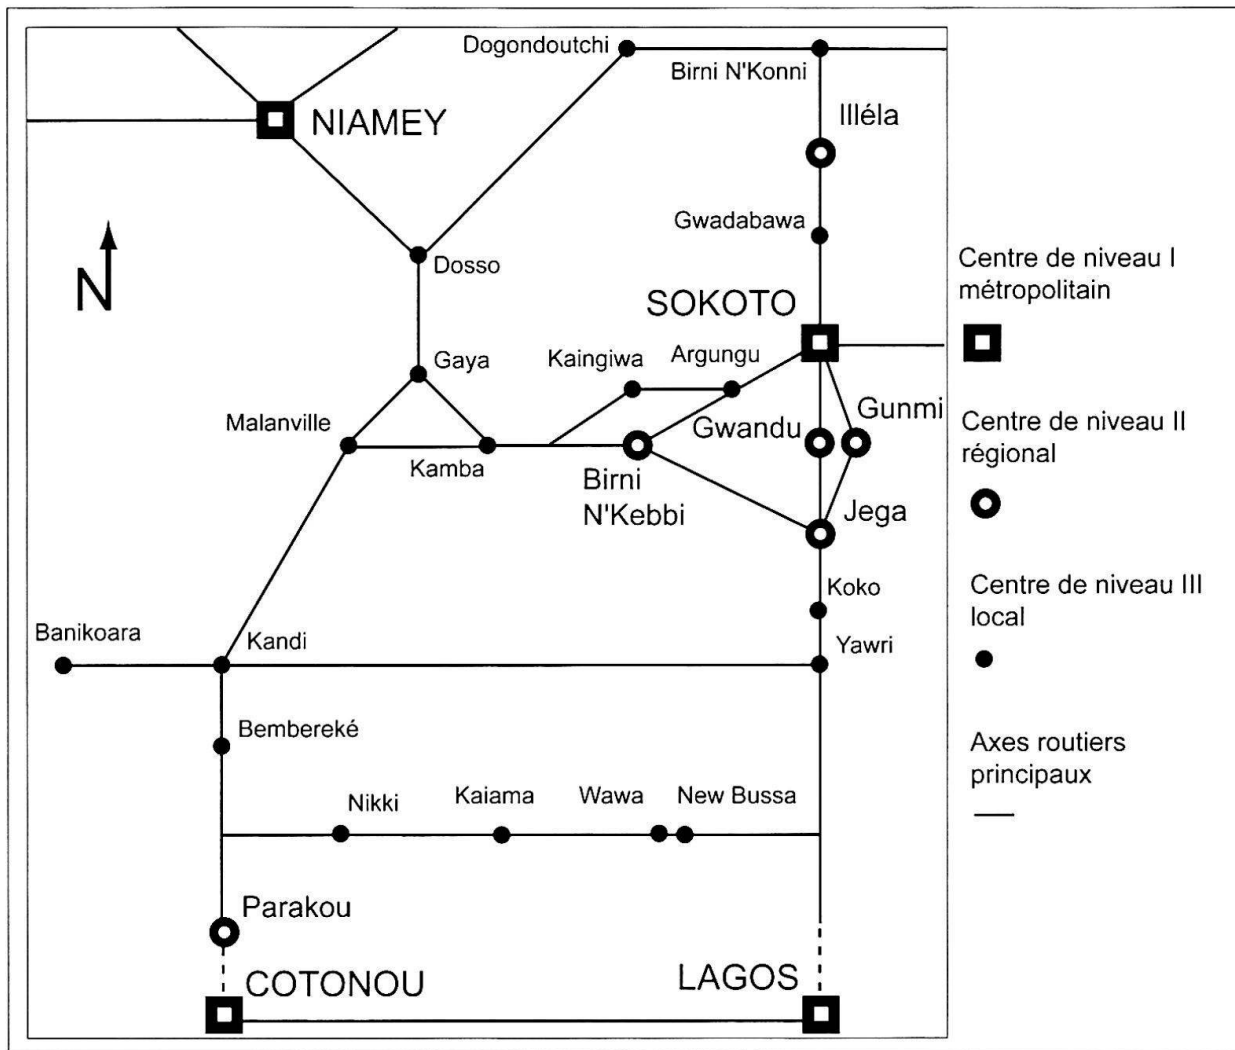 Dogondoutchi
Birni N'Konni
NIAMEY
Illéla
Gwadabawa
Dosso
N
SOKOTO
Gaya
Kaingiwa
Argungu
Malanville
Gwandu
Gunmi
Kamba
Birni
N'Kebbi
Jega
Koko
Banikoara
Kandi
Yawri
Bembereké
Nikki
Kaiama
Wawa
New Bussa
Parakou
COTONOU
LAGOS
Centre de niveau I
métropolitain
Centre de niveau II
régional
Centre de niveau III
local
Axes routiers
principaux